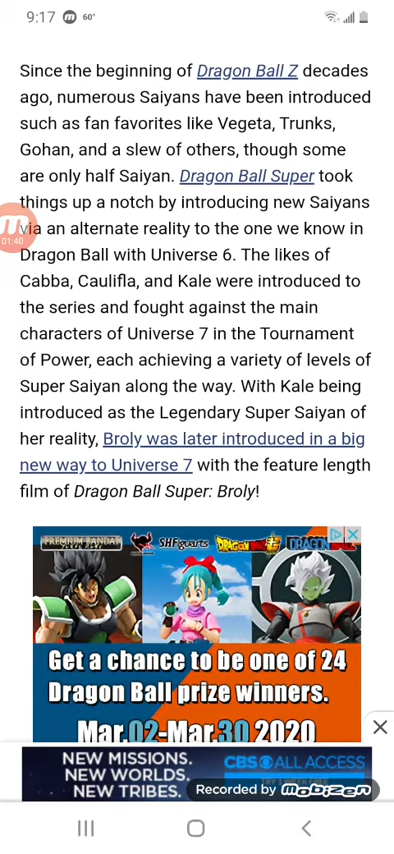 9:17 m 60°
Since the beginning of Dragon Ball Z decades
ago, numerous Saiyans have been introduced
such as fan favorites like Vegeta, Trunks,
Gohan, and a slew of others, though some
are only half Saiyan. Dragon Ball Super took
things up a notch by introducing new Saiyans
via an alternate reality to the one we know in
Dragon Ball with Universe 6. The likes of
Cabba, Caulifla, and Kale were introduced to
the series and fought against the main
characters of Universe 7 in the Tournament
of Power, each achieving a variety of levels of
Super Saiyan along the way. With Kale being
introduced as the Legendary Super Saiyan of
her reality, Broly was later introduced in a big
new way to Universe 7 with the feature length
film of Dragon Ball Super: Broly!
m
01:40
PREMIUM BANDAI
S.H.Figuarts
DRAGON BALL
DRAGON BALL
Get a chance to be one of 24
Dragon Ball prize winners.
Mar.02-Mar.30 2020
NEW MISSIONS.
NEW WORLDS.
NEW TRIBES.
CBS ALL ACCESS
Recorded by mobizen